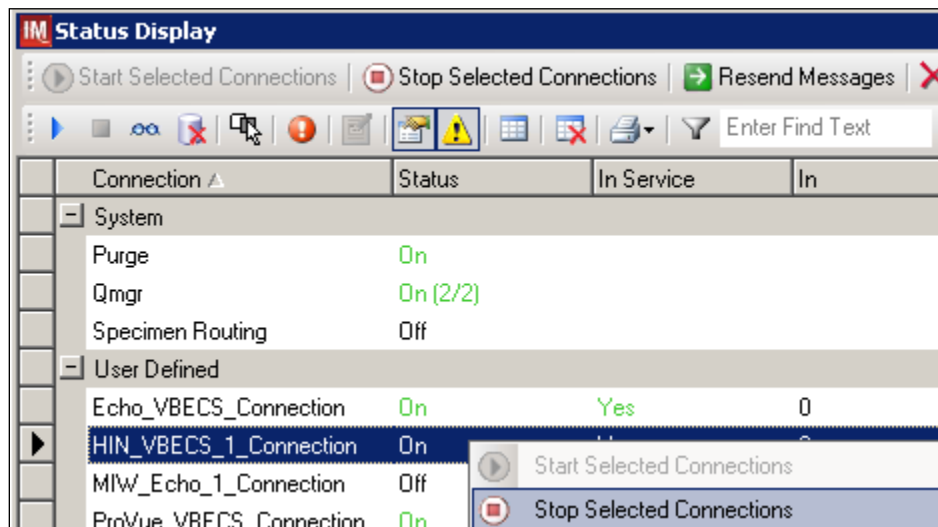 IM Status Display
Start Selected Connections Stop Selected Connections Resend Messages
Enter Find Text
Connection Status In Service In
System
Purge On
Qmgr On (2/2)
Specimen Routing Off
User Defined
Echo_VBECS_Connection On Yes 0
HIN_VBECS_1_Connection On
Start Selected Connections
MIW_Echo_1_Connection Off
Stop Selected Connections
ProVue_VBECS_Connection On